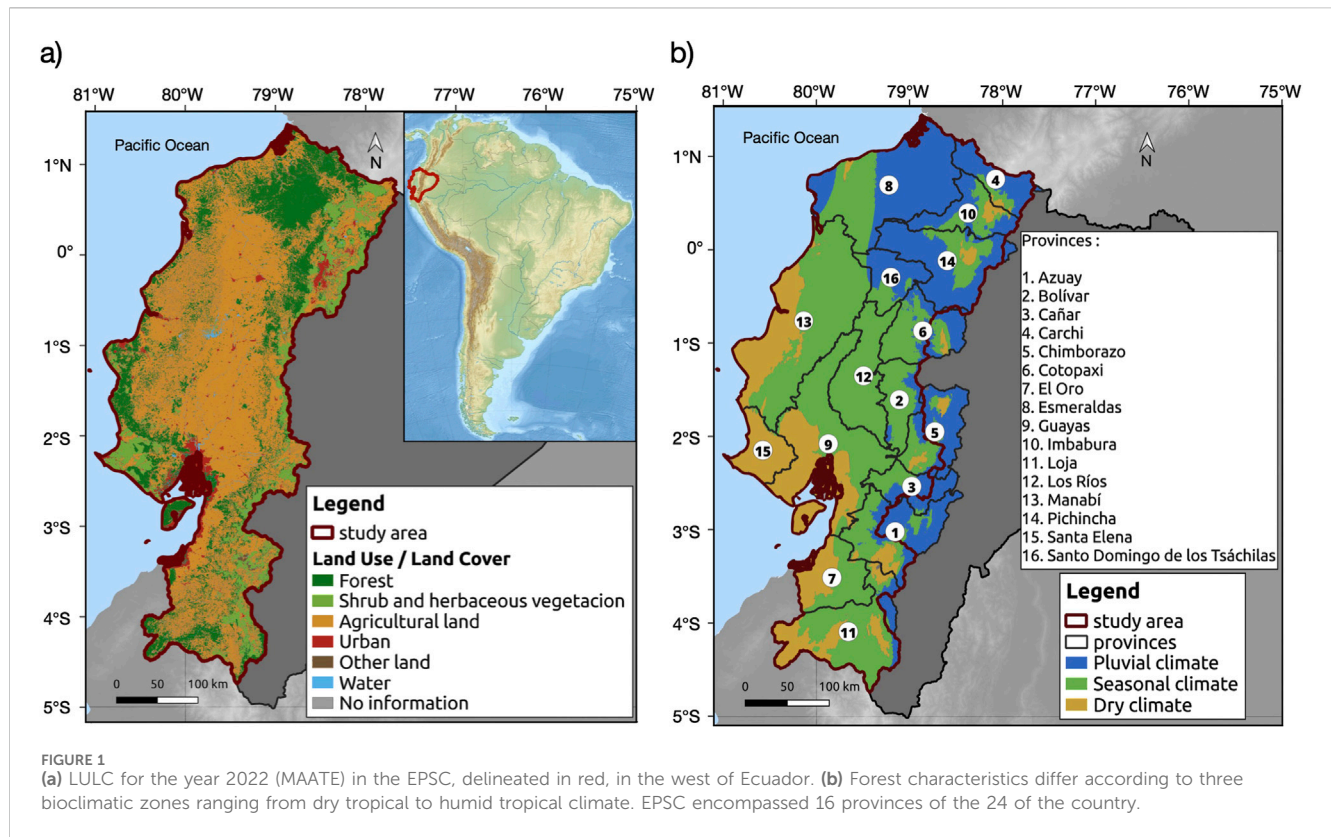 a)
81°W 80°W 79°W 78°W 77°W 76°W 75°W
Pacific Ocean
N
1°N
0°
1°S
2°S
3°S
4°S
5°S
0 50 100 km
Legend
study area
Land Use / Land Cover
Forest
Shrub and herbaceous vegetacion
Agricultural land
Urban
Other land
Water
No information
b)
81°W 80°W 79°W 78°W 77°W 76°W 75°W
Pacific Ocean
N
1°N
0°
1°S
2°S
3°S
4°S
5°S
8
4
10
14
16
13
6
12
2
5
9
15
3
1
7
11
0 50 100 km
Provinces :
1. Azuay
2. Bolívar
3. Cañar
4. Carchi
5. Chimborazo
6. Cotopaxi
7. El Oro
8. Esmeraldas
9. Guayas
10. Imbabura
11. Loja
12. Los Ríos
13. Manabí
14. Pichincha
15. Santa Elena
16. Santo Domingo de los Tsáchilas
Legend
study area
provinces
Pluvial climate
Seasonal climate
Dry climate
FIGURE 1
(a) LULC for the year 2022 (MAATE) in the EPSC, delineated in red, in the west of Ecuador. (b) Forest characteristics differ according to three
bioclimatic zones ranging from dry tropical to humid tropical climate. EPSC encompassed 16 provinces of the 24 of the country.